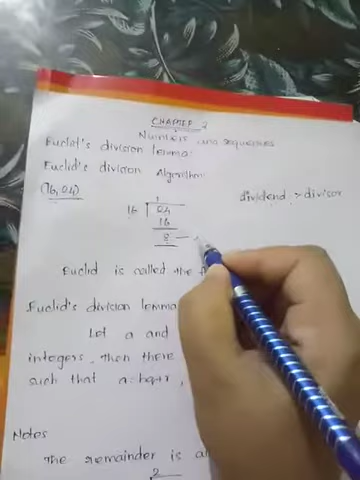 CHAPTER 2
Numbers and sequences
Euclid's division lemma.
Euclid's division Algorithm.
(16,24) dividend > divisor
1
16 24
16
8 —
Euclid is called the
Euclid's division lemma
Let a and
integers, then there
such that a=bq+r,
Notes
The remainder is
2